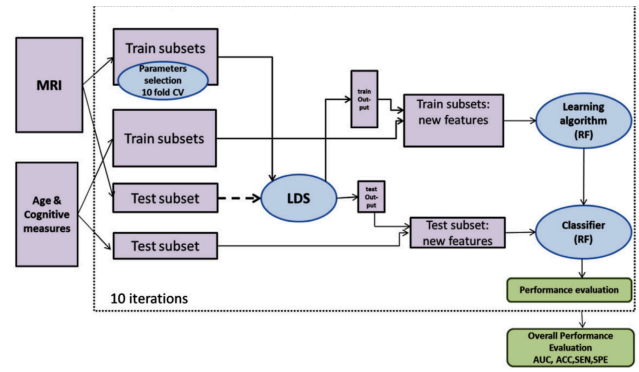 MRI
Age &
Cognitive
measures
Train subsets
Parameters
selection
10 fold CV
Train subsets
Test subset
Test subset
LDS
train
Out-
put
test
Out-
put
Train subsets:
new features
Test subset:
new features
Learning
algorithm
(RF)
Classifier
(RF)
Performance evaluation
10 iterations
Overall Performance
Evaluation
AUC, ACC,SEN,SPE